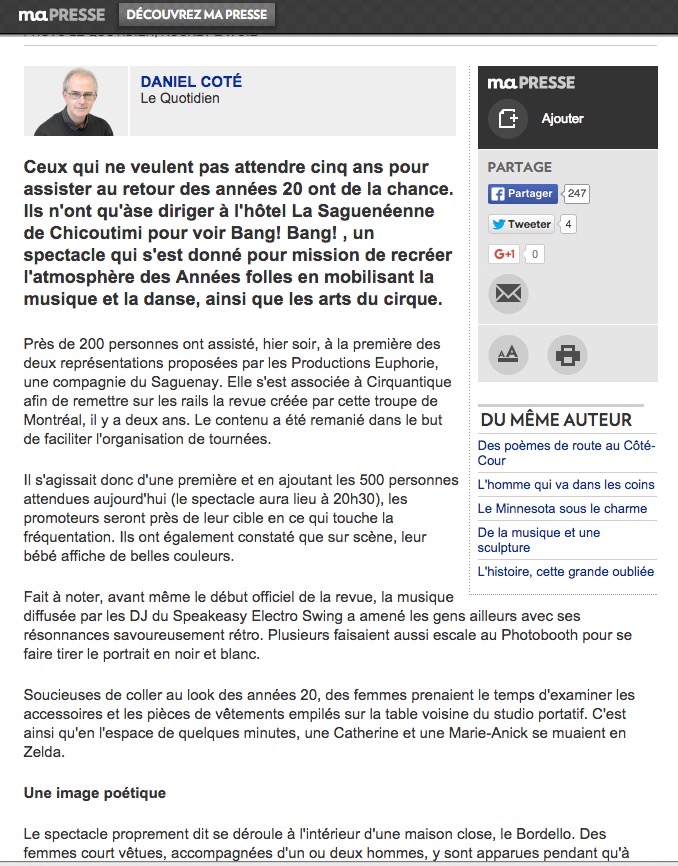 maPRESSE
DÉCOUVREZ MA PRESSE
DANIEL COTÉ
Le Quotidien
Ceux qui ne veulent pas attendre cinq ans pour
assister au retour des années 20 ont de la chance.
Ils n'ont qu'àse diriger à l'hôtel La Saguenéenne
de Chicoutimi pour voir Bang! Bang! , un
spectacle qui s'est donné pour mission de recréer
l'atmosphère des Années folles en mobilisant la
musique et la danse, ainsi que les arts du cirque.
Près de 200 personnes ont assisté, hier soir, à la première des
deux représentations proposées par les Productions Euphorie,
une compagnie du Saguenay. Elle s'est associée à Cirquantique
afin de remettre sur les rails la revue créée par cette troupe de
Montréal, il y a deux ans. Le contenu a été remanié dans le but
de faciliter l'organisation de tournées.
Il s'agissait donc d'une première et en ajoutant les 500 personnes
attendues aujourd'hui (le spectacle aura lieu à 20h30), les
promoteurs seront près de leur cible en ce qui touche la
fréquentation. Ils ont également constaté que sur scène, leur
bébé affiche de belles couleurs.
Fait à noter, avant même le début officiel de la revue, la musique
diffusée par les DJ du Speakeasy Electro Swing a amené les gens ailleurs avec ses
résonnances savoureusement rétro. Plusieurs faisaient aussi escale au Photobooth pour se
faire tirer le portrait en noir et blanc.
Soucieuses de coller au look des années 20, des femmes prenaient le temps d'examiner les
accessoires et les pièces de vêtements empilés sur la table voisine du studio portatif. C'est
ainsi qu'en l'espace de quelques minutes, une Catherine et une Marie-Anick se muaient en
Zelda.
Une image poétique
Le spectacle proprement dit se déroule à l'intérieur d'une maison close, le Bordello. Des
femmes court vêtues, accompagnées d'un ou deux hommes, y sont apparues pendant qu'à
maPRESSE
Ajouter
PARTAGE
Partager 247
Tweeter 4
G+1 0
AA
DU MÊME AUTEUR
Des poèmes de route au Côté-
Cour
L'homme qui va dans les coins
Le Minnesota sous le charme
De la musique et une
sculpture
L'histoire, cette grande oubliée